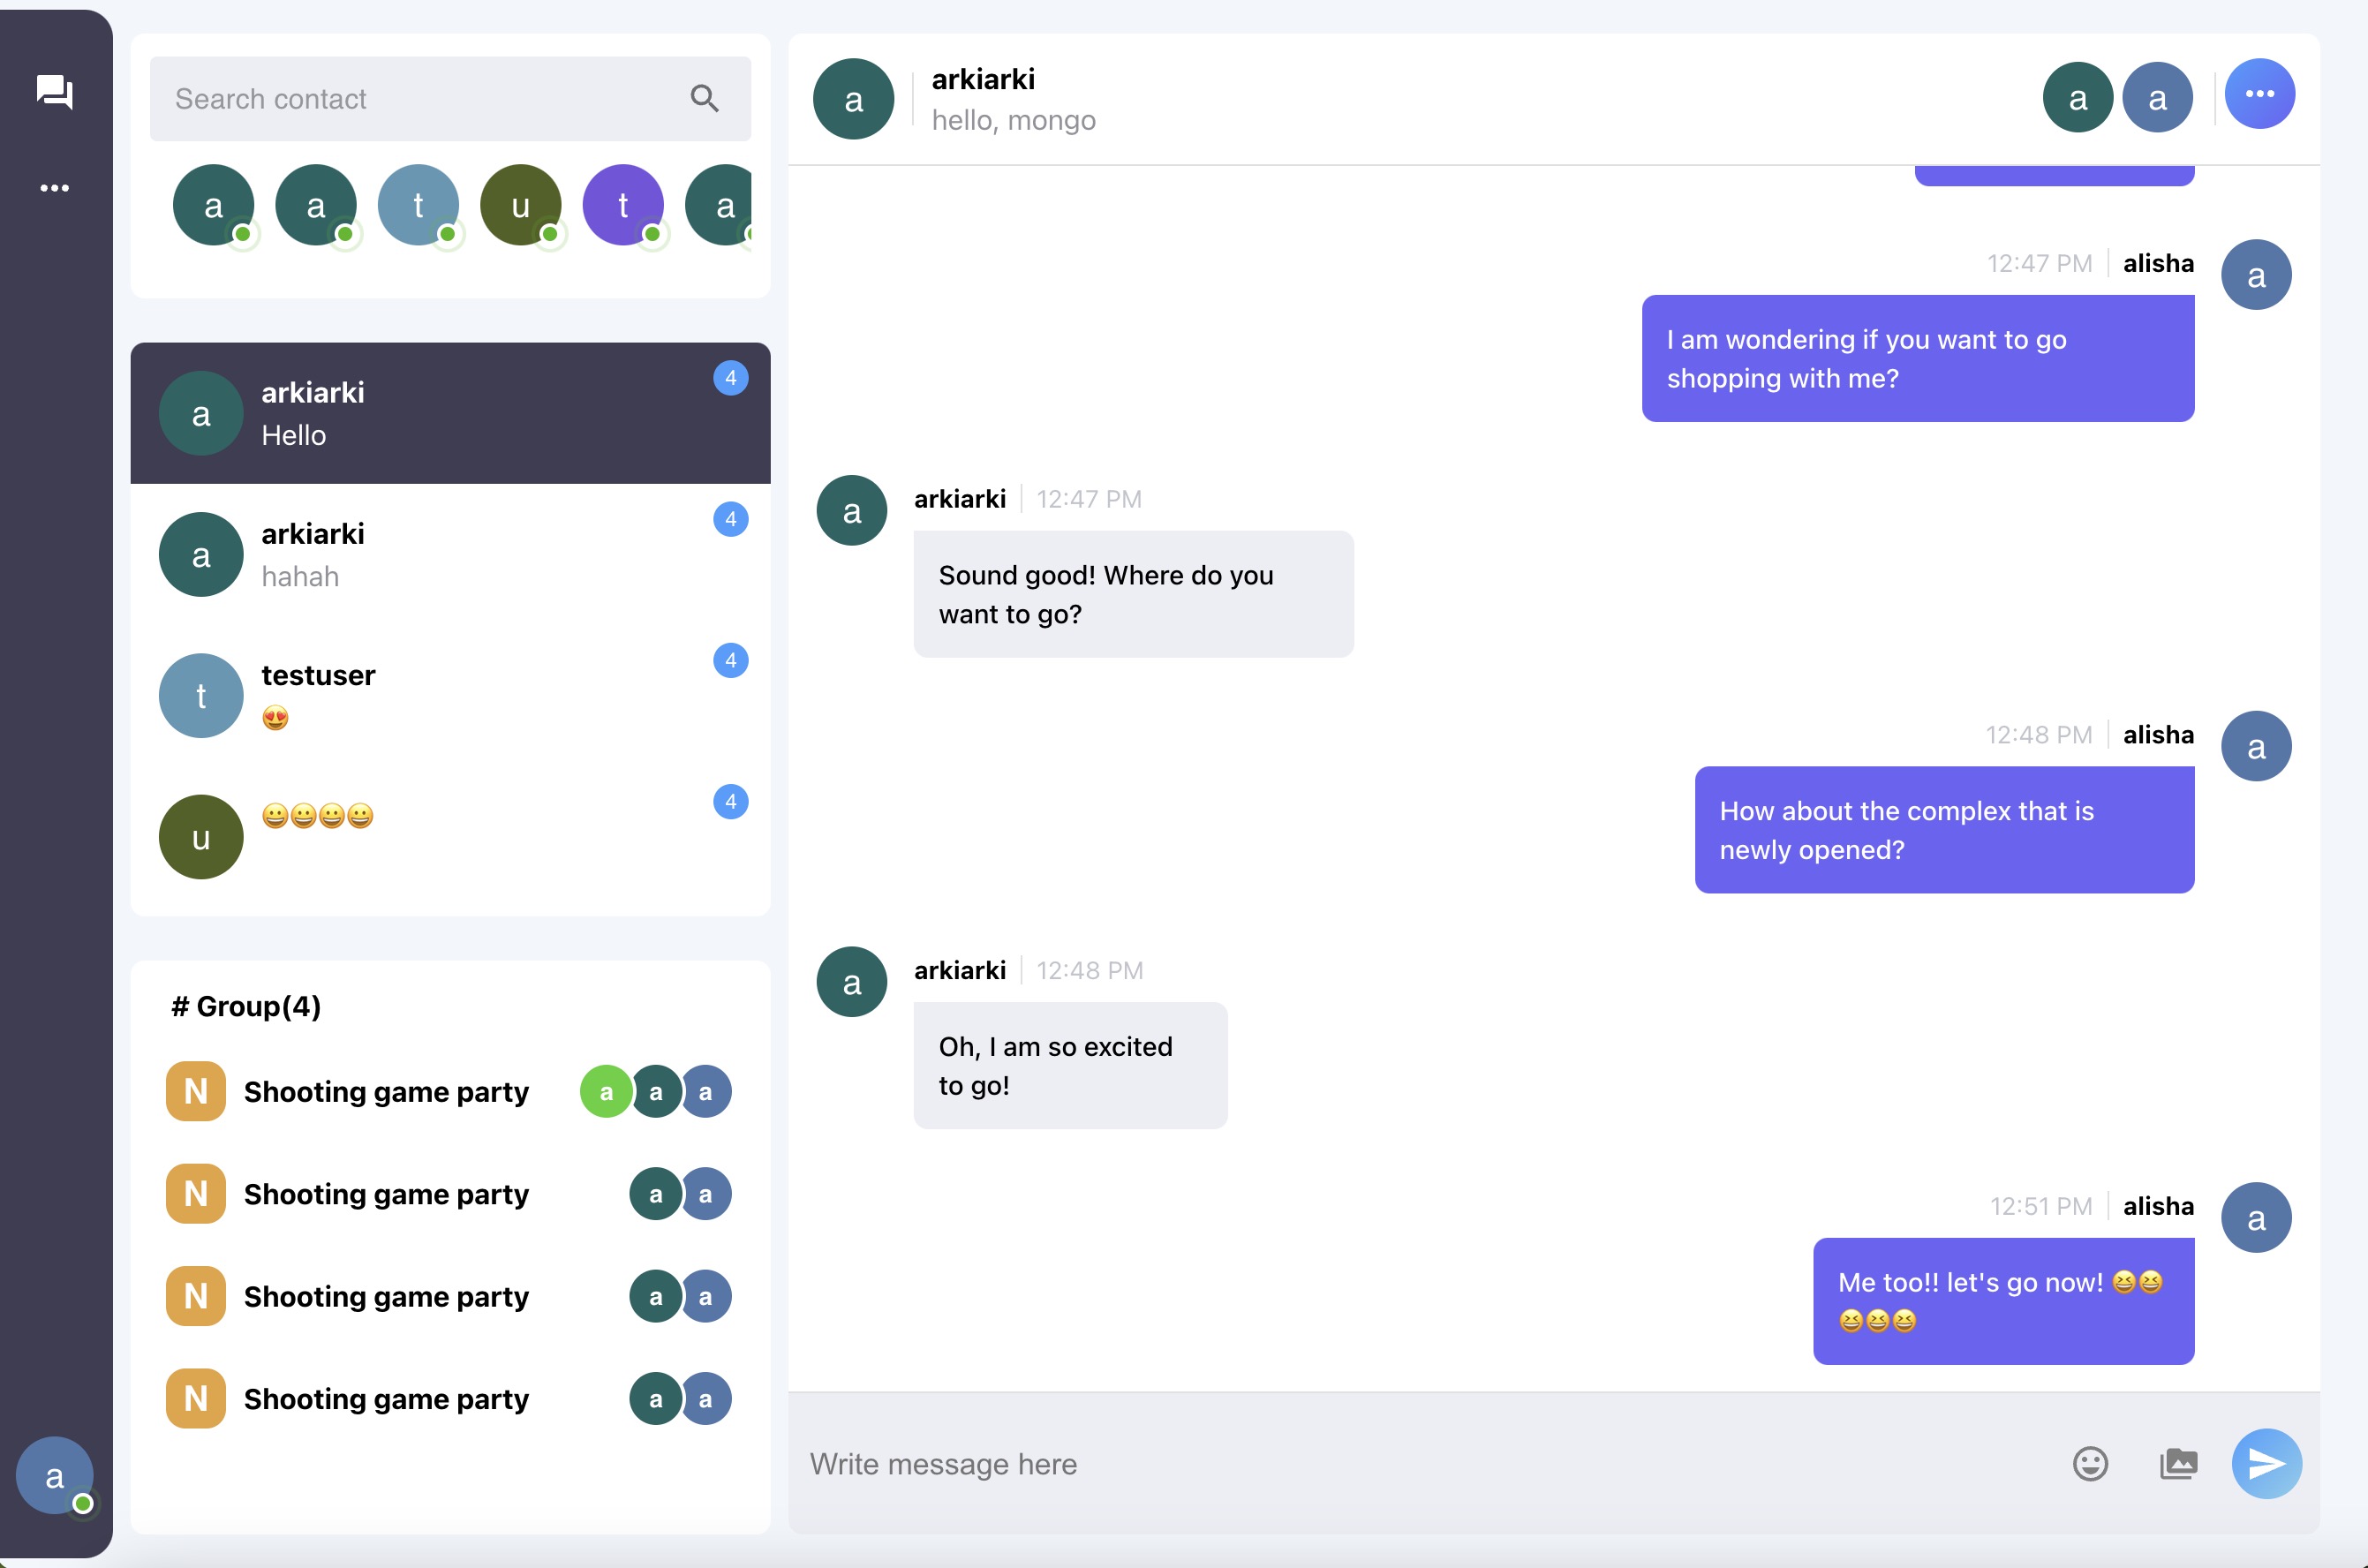 Search contact
a
a
t
u
t
a
a
arkiarki
Hello
4
a
arkiarki
hahah
4
t
testuser
😍
4
u
😀😀😀😀
4
# Group(4)
N Shooting game party a a a
N Shooting game party a a
N Shooting game party a a
N Shooting game party a a
a
a
arkiarki
hello, mongo
a a
12:47 PM alisha a
I am wondering if you want to go
shopping with me?
a arkiarki 12:47 PM
Sound good! Where do you
want to go?
12:48 PM alisha a
How about the complex that is
newly opened?
a arkiarki 12:48 PM
Oh, I am so excited
to go!
12:51 PM alisha a
Me too!! let's go now! 😆😆
😆😆😆
Write message here